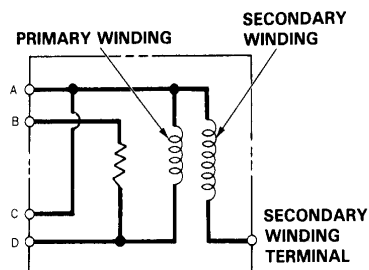 SECONDARY
WINDING
PRIMARY WINDING
A
B
C
D
SECONDARY
WINDING
TERMINAL